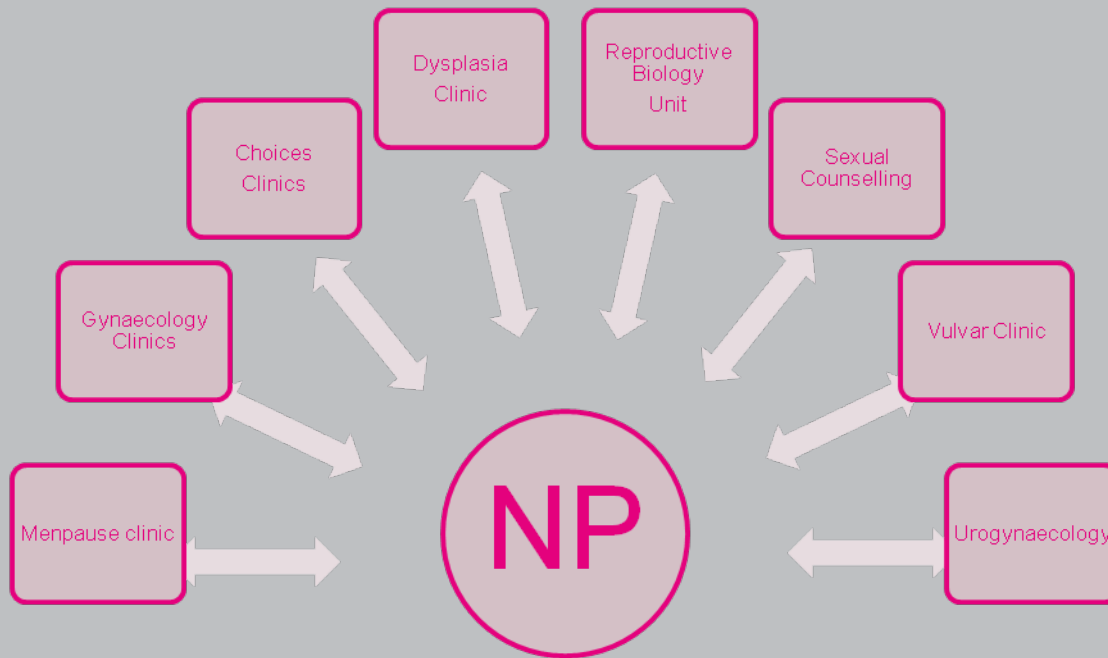 Dysplasia
Clinic
Reproductive
Biology
Unit
Choices
Clinics
Sexual
Counselling
Gynaecology
Clinics
Vulvar Clinic
NP
Menpause clinic
Urogynaecology